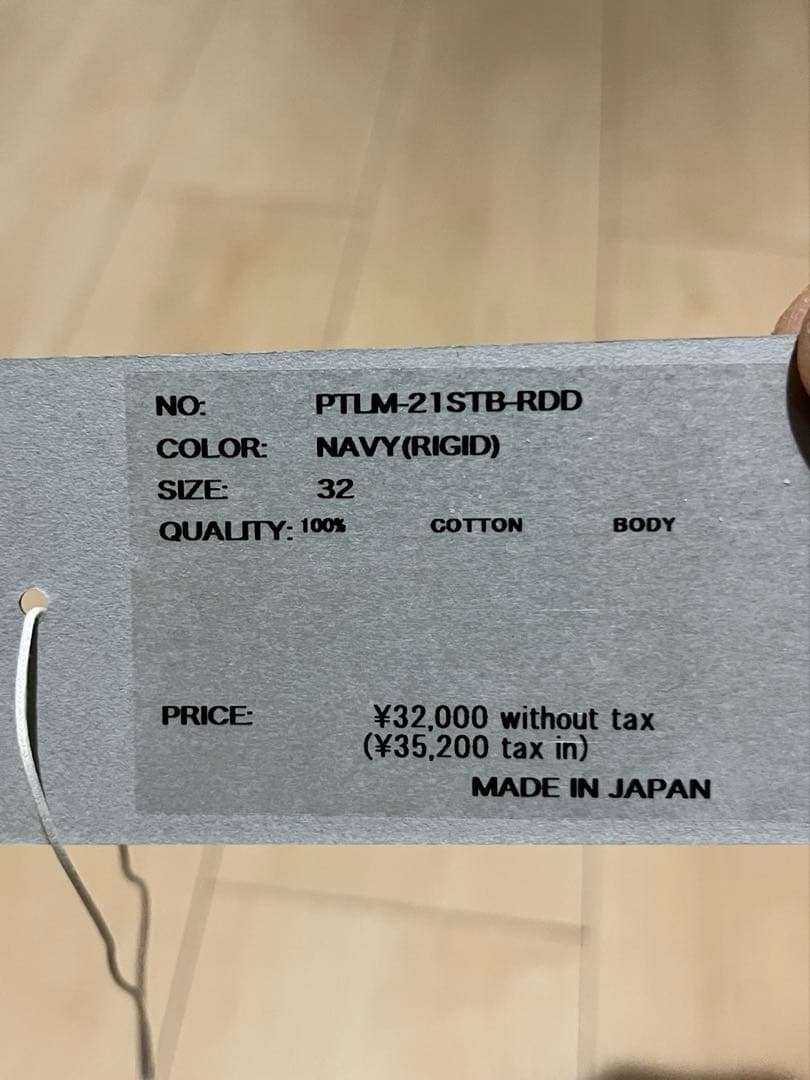 NO: PTLM-21STB-RDD
COLOR: NAVY(RIGID)
SIZE: 32
QUALITY: 100% COTTON BODY
PRICE: ¥32,000 without tax
(¥35,200 tax in)
MADE IN JAPAN